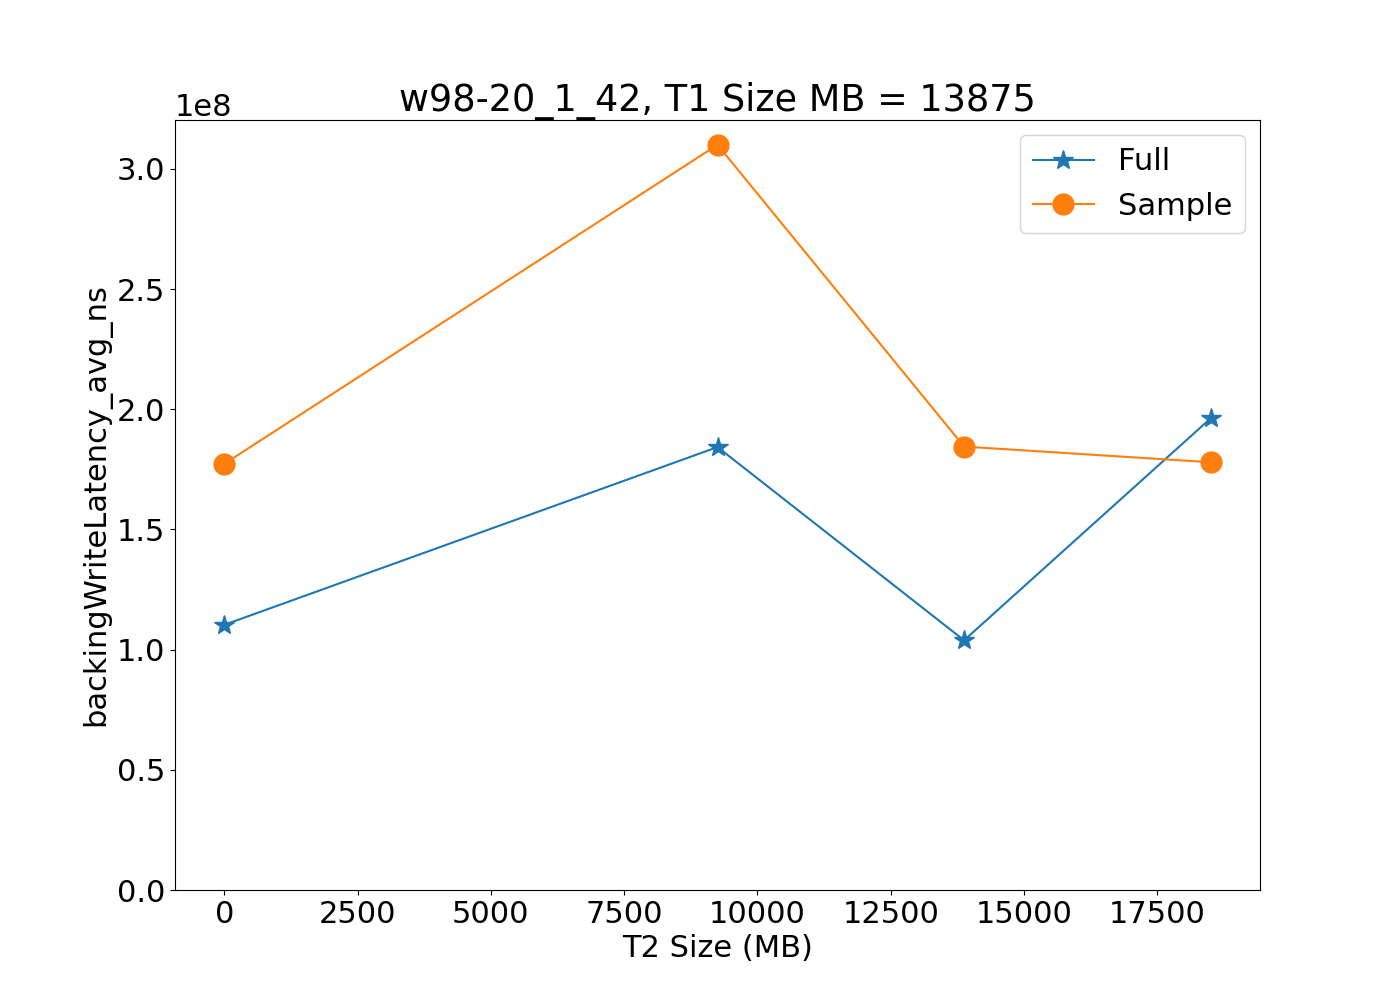 w98-20_1_42, T1 Size MB = 13875
1e8
Full
Sample
3.0
2.5
2.0
1.5
1.0
0.5
0.0
backingWriteLatency_avg_ns
0 2500 5000 7500 10000 12500 15000 17500
T2 Size (MB)